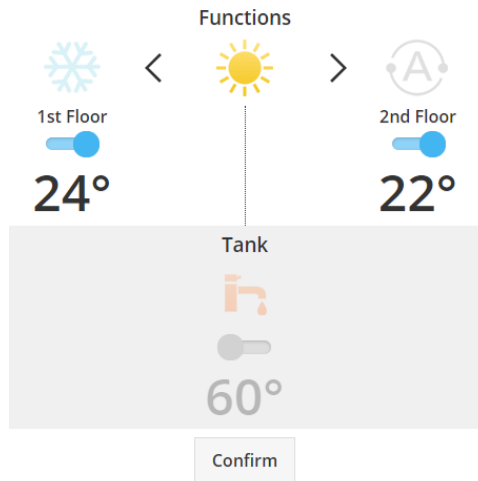 Functions
A
1st Floor
2nd Floor
24°
22°
Tank
60°
Confirm